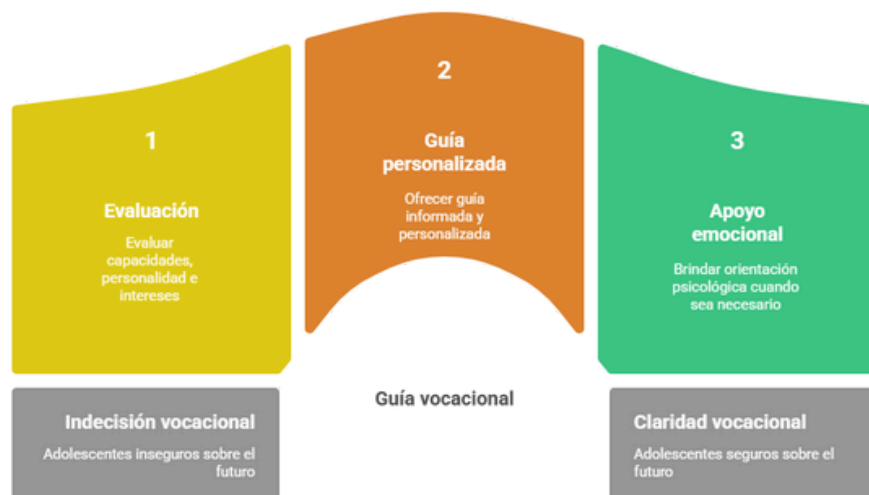 1
Evaluación
Evaluar
capacidades,
personalidad e
intereses
2
Guía
personalizada
Ofrecer guía
informada y
personalizada
3
Apoyo
emocional
Brindar orientación
psicológica cuando
sea necesario
Indecisión vocacional
Adolescentes inseguros sobre el
futuro
Guía vocacional
Claridad vocacional
Adolescentes seguros sobre el
futuro